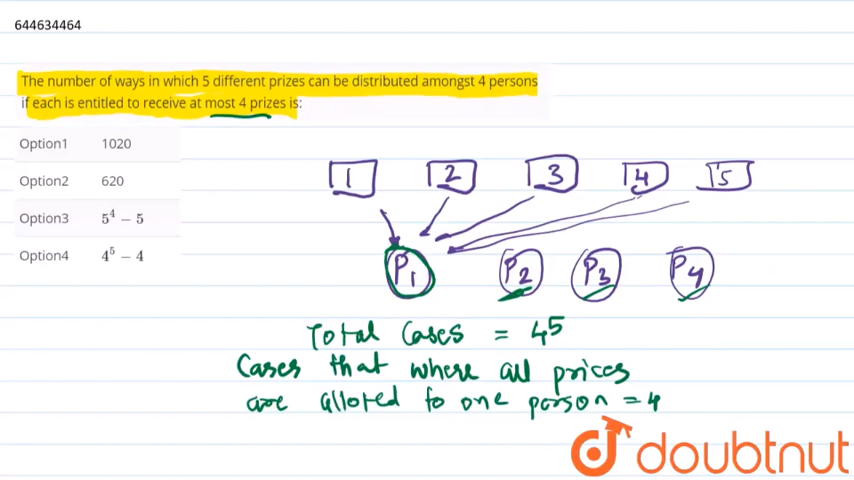 644634464
The number of ways in which 5 different prizes can be distributed amongst 4 persons
if each is entitled to receive at most 4 prizes is:
Option1 1020
Option2 620
Option3 5⁴ − 5
Option4 4⁵ − 4
1 2 3 4 5
P₁ P₂ P₃ P₄
Total Cases = 4⁵
Cases that where all prices
are alloted to one person = 4
doubtnut